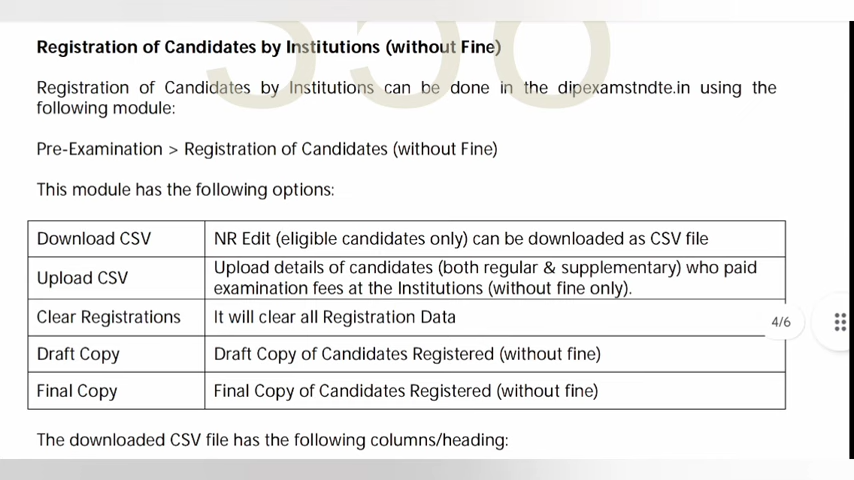 Registration of Candidates by Institutions (without Fine)
Registration of Candidates by Institutions can be done in the dipexamstndte.in using the
following module:
Pre-Examination > Registration of Candidates (without Fine)
This module has the following options:
Download CSV NR Edit (eligible candidates only) can be downloaded as CSV file
Upload CSV Upload details of candidates (both regular & supplementary) who paid
examination fees at the Institutions (without fine only).
Clear Registrations It will clear all Registration Data
4/6
Draft Copy Draft Copy of Candidates Registered (without fine)
Final Copy Final Copy of Candidates Registered (without fine)
The downloaded CSV file has the following columns/heading: